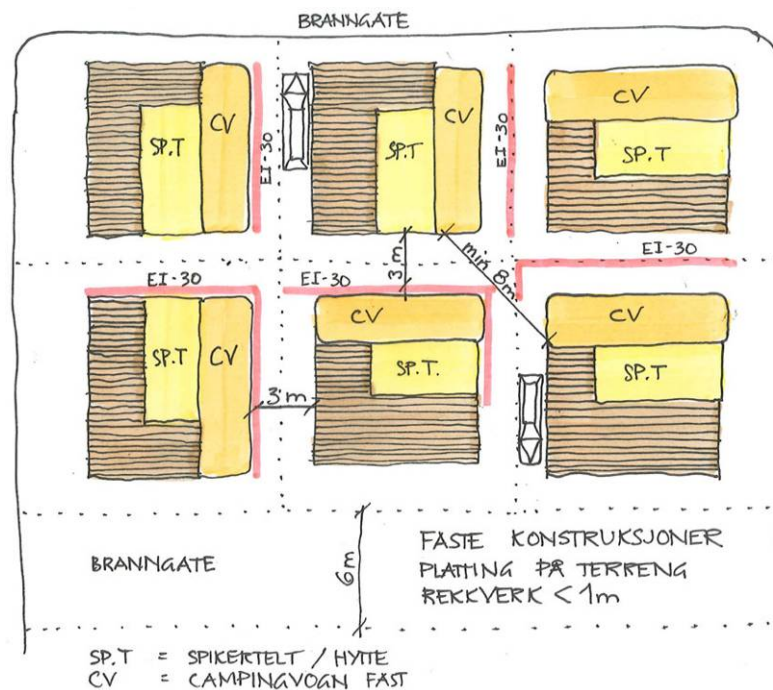 BRANNGATE
CV
EI-30
SP.T
CV
SP.T
EI-30
CV
SP.T
EI-30
3 m
EI-30
min 8m
EI-30
SP.T
CV
3 m
CV
SP.T.
CV
SP.T
BRANNGATE
6m
FASTE KONSTRUKSJONER
PLATTING PÅ TERRENG
REKKVERK < 1m
SP.T = SPIKERTELT / HYTTE
CV = CAMPINGVOGN FAST